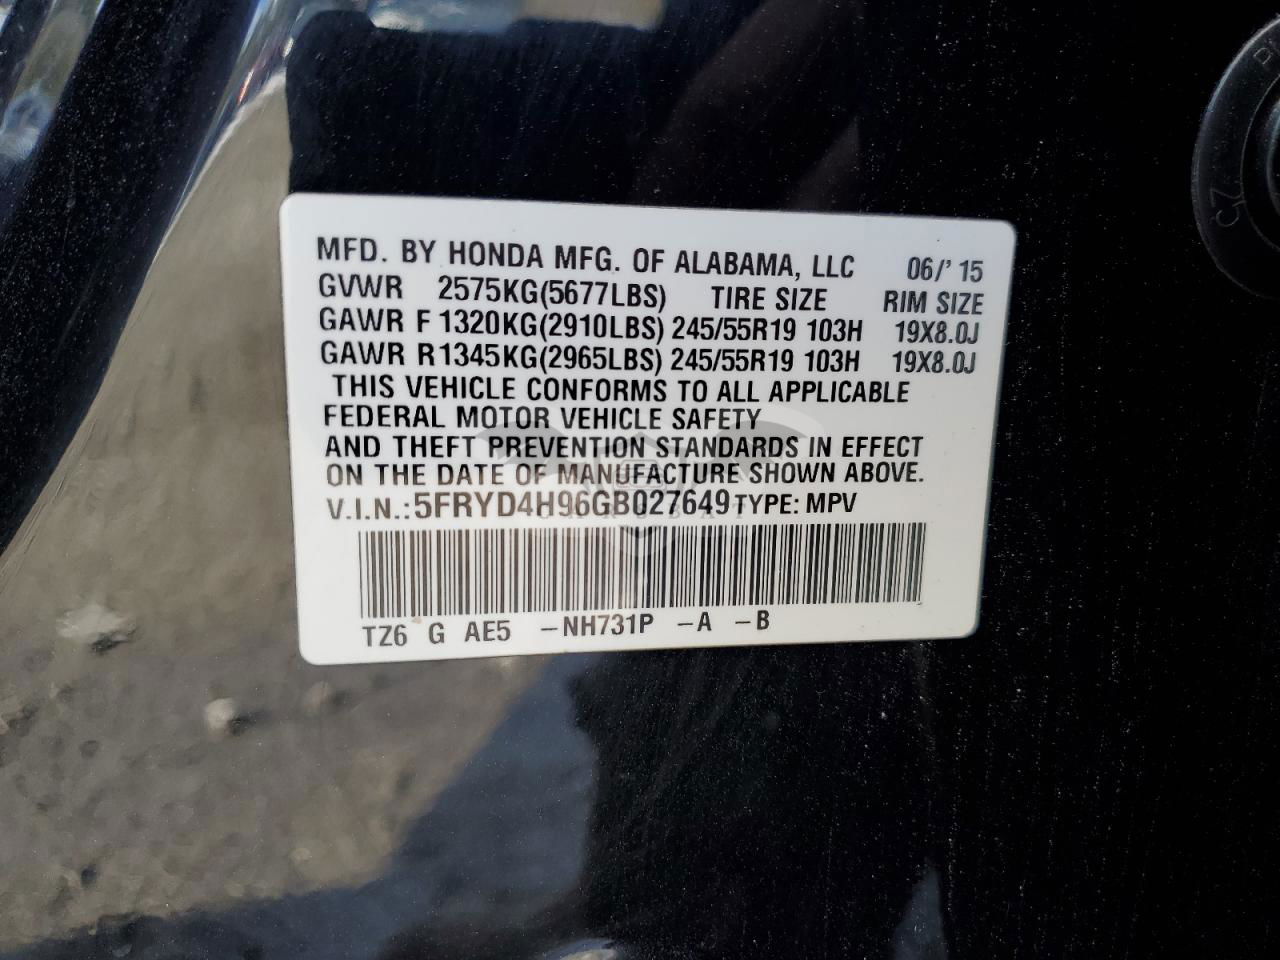 MFD. BY HONDA MFG. OF ALABAMA, LLC 06/'15
GVWR 2575KG(5677LBS) TIRE SIZE RIM SIZE
GAWR F 1320KG(2910LBS) 245/55R19 103H 19X8.0J
GAWR R 1345KG(2965LBS) 245/55R19 103H 19X8.0J
THIS VEHICLE CONFORMS TO ALL APPLICABLE
FEDERAL MOTOR VEHICLE SAFETY
AND THEFT PREVENTION STANDARDS IN EFFECT
ON THE DATE OF MANUFACTURE SHOWN ABOVE.
V.I.N.: 5FRYD4H96GB027649 TYPE: MPV
TZ6 G AE5 -NH731P -A -B